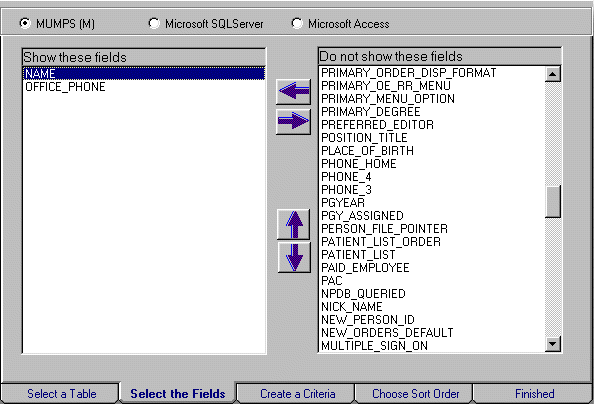 MUMPS (M)
Microsoft SQLServer
Microsoft Access
Show these fields
NAME
OFFICE_PHONE
Do not show these fields
PRIMARY_ORDER_DISP_FORMAT
PRIMARY_OE_RR_MENU
PRIMARY_MENU_OPTION
PRIMARY_DEGREE
PREFERRED_EDITOR
POSITION_TITLE
PLACE_OF_BIRTH
PHONE_HOME
PHONE_4
PHONE_3
PGYEAR
PGY_ASSIGNED
PERSON_FILE_POINTER
PATIENT_LIST_ORDER
PATIENT_LIST
PAID_EMPLOYEE
PAC
NPDB_QUERIED
NICK_NAME
NEW_PERSON_ID
NEW_ORDERS_DEFAULT
MULTIPLE_SIGN_ON
Select a Table
Select the Fields
Create a Criteria
Choose Sort Order
Finished